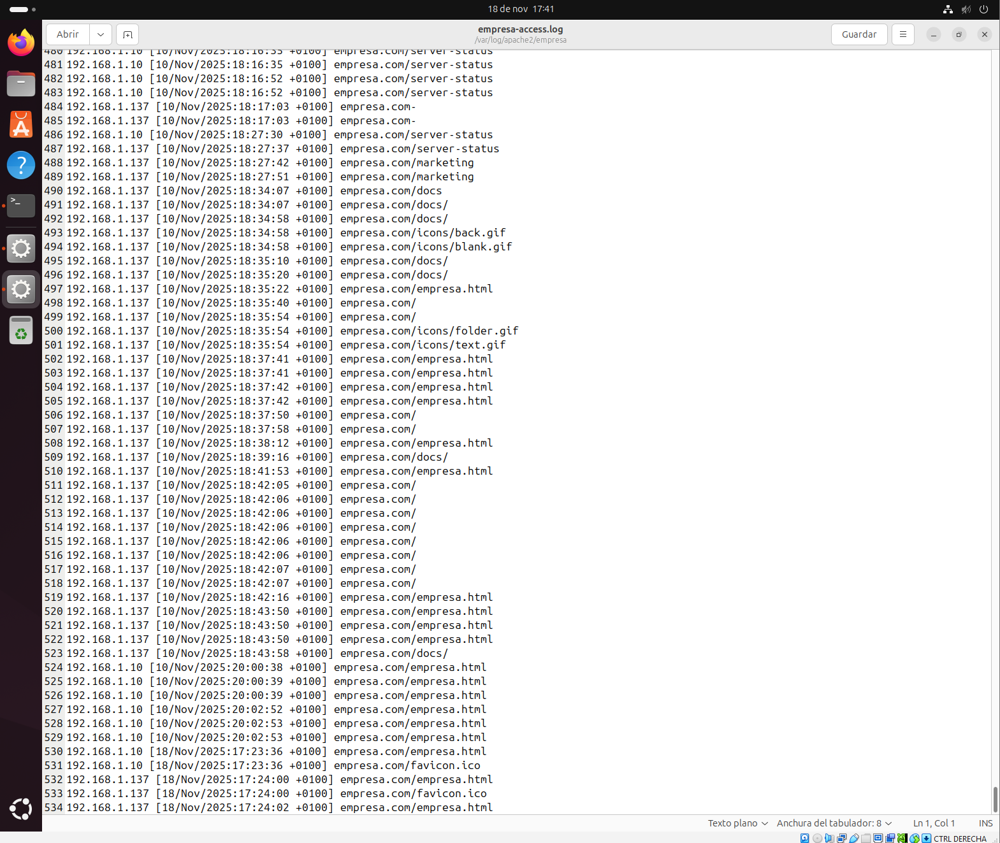 18 de nov 17:41
Abrir
empresa-access.log
/var/log/apache2/empresa
Guardar
480 192.168.1.10 [10/Nov/2025:18:16:35 +0100] empresa.com/server-status
481 192.168.1.10 [10/Nov/2025:18:16:35 +0100] empresa.com/server-status
482 192.168.1.10 [10/Nov/2025:18:16:52 +0100] empresa.com/server-status
483 192.168.1.10 [10/Nov/2025:18:16:52 +0100] empresa.com/server-status
484 192.168.1.137 [10/Nov/2025:18:17:03 +0100] empresa.com-
485 192.168.1.137 [10/Nov/2025:18:17:03 +0100] empresa.com-
486 192.168.1.10 [10/Nov/2025:18:27:30 +0100] empresa.com/server-status
487 192.168.1.137 [10/Nov/2025:18:27:37 +0100] empresa.com/server-status
488 192.168.1.137 [10/Nov/2025:18:27:42 +0100] empresa.com/marketing
489 192.168.1.137 [10/Nov/2025:18:27:51 +0100] empresa.com/marketing
490 192.168.1.137 [10/Nov/2025:18:34:07 +0100] empresa.com/docs
491 192.168.1.137 [10/Nov/2025:18:34:07 +0100] empresa.com/docs/
492 192.168.1.137 [10/Nov/2025:18:34:58 +0100] empresa.com/docs/
493 192.168.1.137 [10/Nov/2025:18:34:58 +0100] empresa.com/icons/back.gif
494 192.168.1.137 [10/Nov/2025:18:34:58 +0100] empresa.com/icons/blank.gif
495 192.168.1.137 [10/Nov/2025:18:35:10 +0100] empresa.com/docs/
496 192.168.1.137 [10/Nov/2025:18:35:20 +0100] empresa.com/docs/
497 192.168.1.137 [10/Nov/2025:18:35:22 +0100] empresa.com/empresa.html
498 192.168.1.137 [10/Nov/2025:18:35:40 +0100] empresa.com/
499 192.168.1.137 [10/Nov/2025:18:35:54 +0100] empresa.com/
500 192.168.1.137 [10/Nov/2025:18:35:54 +0100] empresa.com/icons/folder.gif
501 192.168.1.137 [10/Nov/2025:18:35:54 +0100] empresa.com/icons/text.gif
502 192.168.1.137 [10/Nov/2025:18:37:41 +0100] empresa.com/empresa.html
503 192.168.1.137 [10/Nov/2025:18:37:41 +0100] empresa.com/empresa.html
504 192.168.1.137 [10/Nov/2025:18:37:42 +0100] empresa.com/empresa.html
505 192.168.1.137 [10/Nov/2025:18:37:42 +0100] empresa.com/empresa.html
506 192.168.1.137 [10/Nov/2025:18:37:50 +0100] empresa.com/
507 192.168.1.137 [10/Nov/2025:18:37:58 +0100] empresa.com/
508 192.168.1.137 [10/Nov/2025:18:38:12 +0100] empresa.com/empresa.html
509 192.168.1.137 [10/Nov/2025:18:39:16 +0100] empresa.com/docs/
510 192.168.1.137 [10/Nov/2025:18:41:53 +0100] empresa.com/empresa.html
511 192.168.1.137 [10/Nov/2025:18:42:05 +0100] empresa.com/
512 192.168.1.137 [10/Nov/2025:18:42:06 +0100] empresa.com/
513 192.168.1.137 [10/Nov/2025:18:42:06 +0100] empresa.com/
514 192.168.1.137 [10/Nov/2025:18:42:06 +0100] empresa.com/
515 192.168.1.137 [10/Nov/2025:18:42:06 +0100] empresa.com/
516 192.168.1.137 [10/Nov/2025:18:42:06 +0100] empresa.com/
517 192.168.1.137 [10/Nov/2025:18:42:07 +0100] empresa.com/
518 192.168.1.137 [10/Nov/2025:18:42:07 +0100] empresa.com/
519 192.168.1.137 [10/Nov/2025:18:42:16 +0100] empresa.com/empresa.html
520 192.168.1.137 [10/Nov/2025:18:43:50 +0100] empresa.com/empresa.html
521 192.168.1.137 [10/Nov/2025:18:43:50 +0100] empresa.com/empresa.html
522 192.168.1.137 [10/Nov/2025:18:43:50 +0100] empresa.com/empresa.html
523 192.168.1.137 [10/Nov/2025:18:43:58 +0100] empresa.com/docs/
524 192.168.1.10 [10/Nov/2025:20:00:38 +0100] empresa.com/empresa.html
525 192.168.1.10 [10/Nov/2025:20:00:39 +0100] empresa.com/empresa.html
526 192.168.1.10 [10/Nov/2025:20:00:39 +0100] empresa.com/empresa.html
527 192.168.1.10 [10/Nov/2025:20:02:52 +0100] empresa.com/empresa.html
528 192.168.1.10 [10/Nov/2025:20:02:53 +0100] empresa.com/empresa.html
529 192.168.1.10 [10/Nov/2025:20:02:53 +0100] empresa.com/empresa.html
530 192.168.1.10 [18/Nov/2025:17:23:36 +0100] empresa.com/empresa.html
531 192.168.1.10 [18/Nov/2025:17:23:36 +0100] empresa.com/favicon.ico
532 192.168.1.137 [18/Nov/2025:17:24:00 +0100] empresa.com/empresa.html
533 192.168.1.137 [18/Nov/2025:17:24:00 +0100] empresa.com/favicon.ico
534 192.168.1.137 [18/Nov/2025:17:24:02 +0100] empresa.com/empresa.html
Texto plano Anchura del tabulador: 8 Ln 1, Col 1 INS
CTRL DERECHA